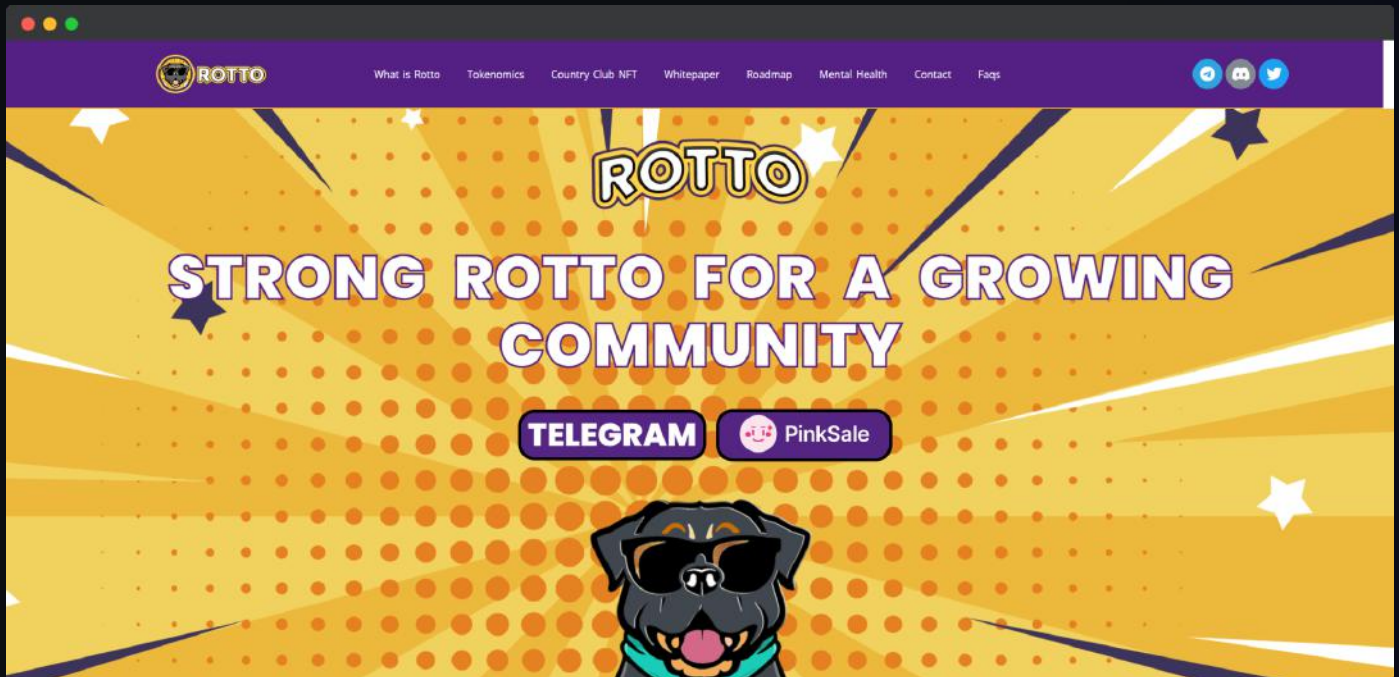 ROTTO
What is Rotto Tokenomics Country Club NFT Whitepaper Roadmap Mental Health Contact Faqs
ROTTO
STRONG ROTTO FOR A GROWING
COMMUNITY
TELEGRAM PinkSale